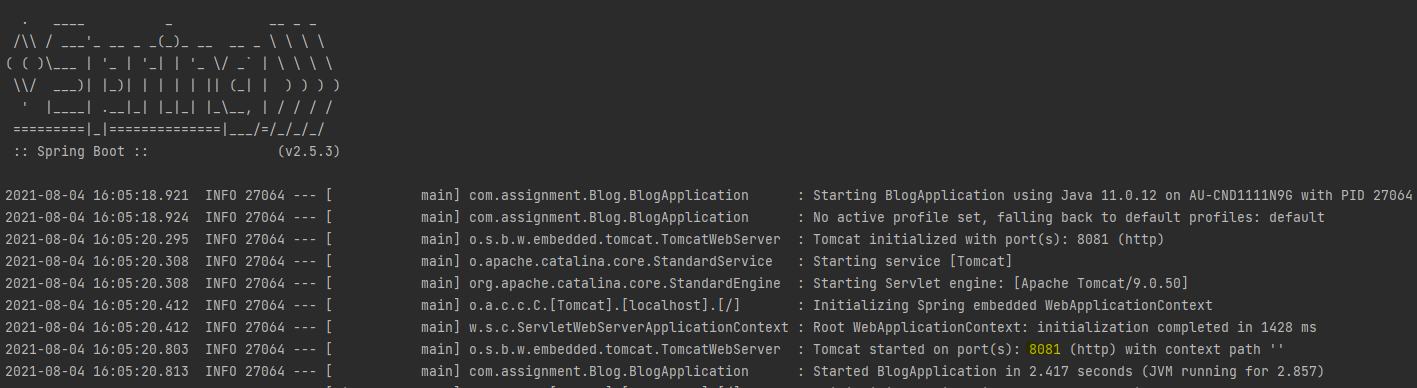 .   ____          _            __ _ _
 /\\ / ___'_ __ _ _(_)_ __  __ _ \ \ \ \
( ( )\___ | '_ | '_| | '_ \/ _` | \ \ \ \
 \\/  ___)| |_)| | | | | || (_| |  ) ) ) )
  '  |____| .__|_| |_|_| |_\__, | / / / /
 =========|_|==============|___/=/_/_/_/
 :: Spring Boot ::                (v2.5.3)
2021-08-04 16:05:18.921  INFO 27064 --- [           main] com.assignment.Blog.BlogApplication      : Starting BlogApplication using Java 11.0.12 on AU-CND1111N9G with PID 27064
2021-08-04 16:05:18.924  INFO 27064 --- [           main] com.assignment.Blog.BlogApplication      : No active profile set, falling back to default profiles: default
2021-08-04 16:05:20.295  INFO 27064 --- [           main] o.s.b.w.embedded.tomcat.TomcatWebServer  : Tomcat initialized with port(s): 8081 (http)
2021-08-04 16:05:20.308  INFO 27064 --- [           main] o.apache.catalina.core.StandardService   : Starting service [Tomcat]
2021-08-04 16:05:20.308  INFO 27064 --- [           main] org.apache.catalina.core.StandardEngine  : Starting Servlet engine: [Apache Tomcat/9.0.50]
2021-08-04 16:05:20.412  INFO 27064 --- [           main] o.a.c.c.C.[Tomcat].[localhost].[/]       : Initializing Spring embedded WebApplicationContext
2021-08-04 16:05:20.412  INFO 27064 --- [           main] w.s.c.ServletWebServerApplicationContext : Root WebApplicationContext: initialization completed in 1428 ms
2021-08-04 16:05:20.803  INFO 27064 --- [           main] o.s.b.w.embedded.tomcat.TomcatWebServer  : Tomcat started on port(s): 8081 (http) with context path ''
2021-08-04 16:05:20.813  INFO 27064 --- [           main] com.assignment.Blog.BlogApplication      : Started BlogApplication in 2.417 seconds (JVM running for 2.857)